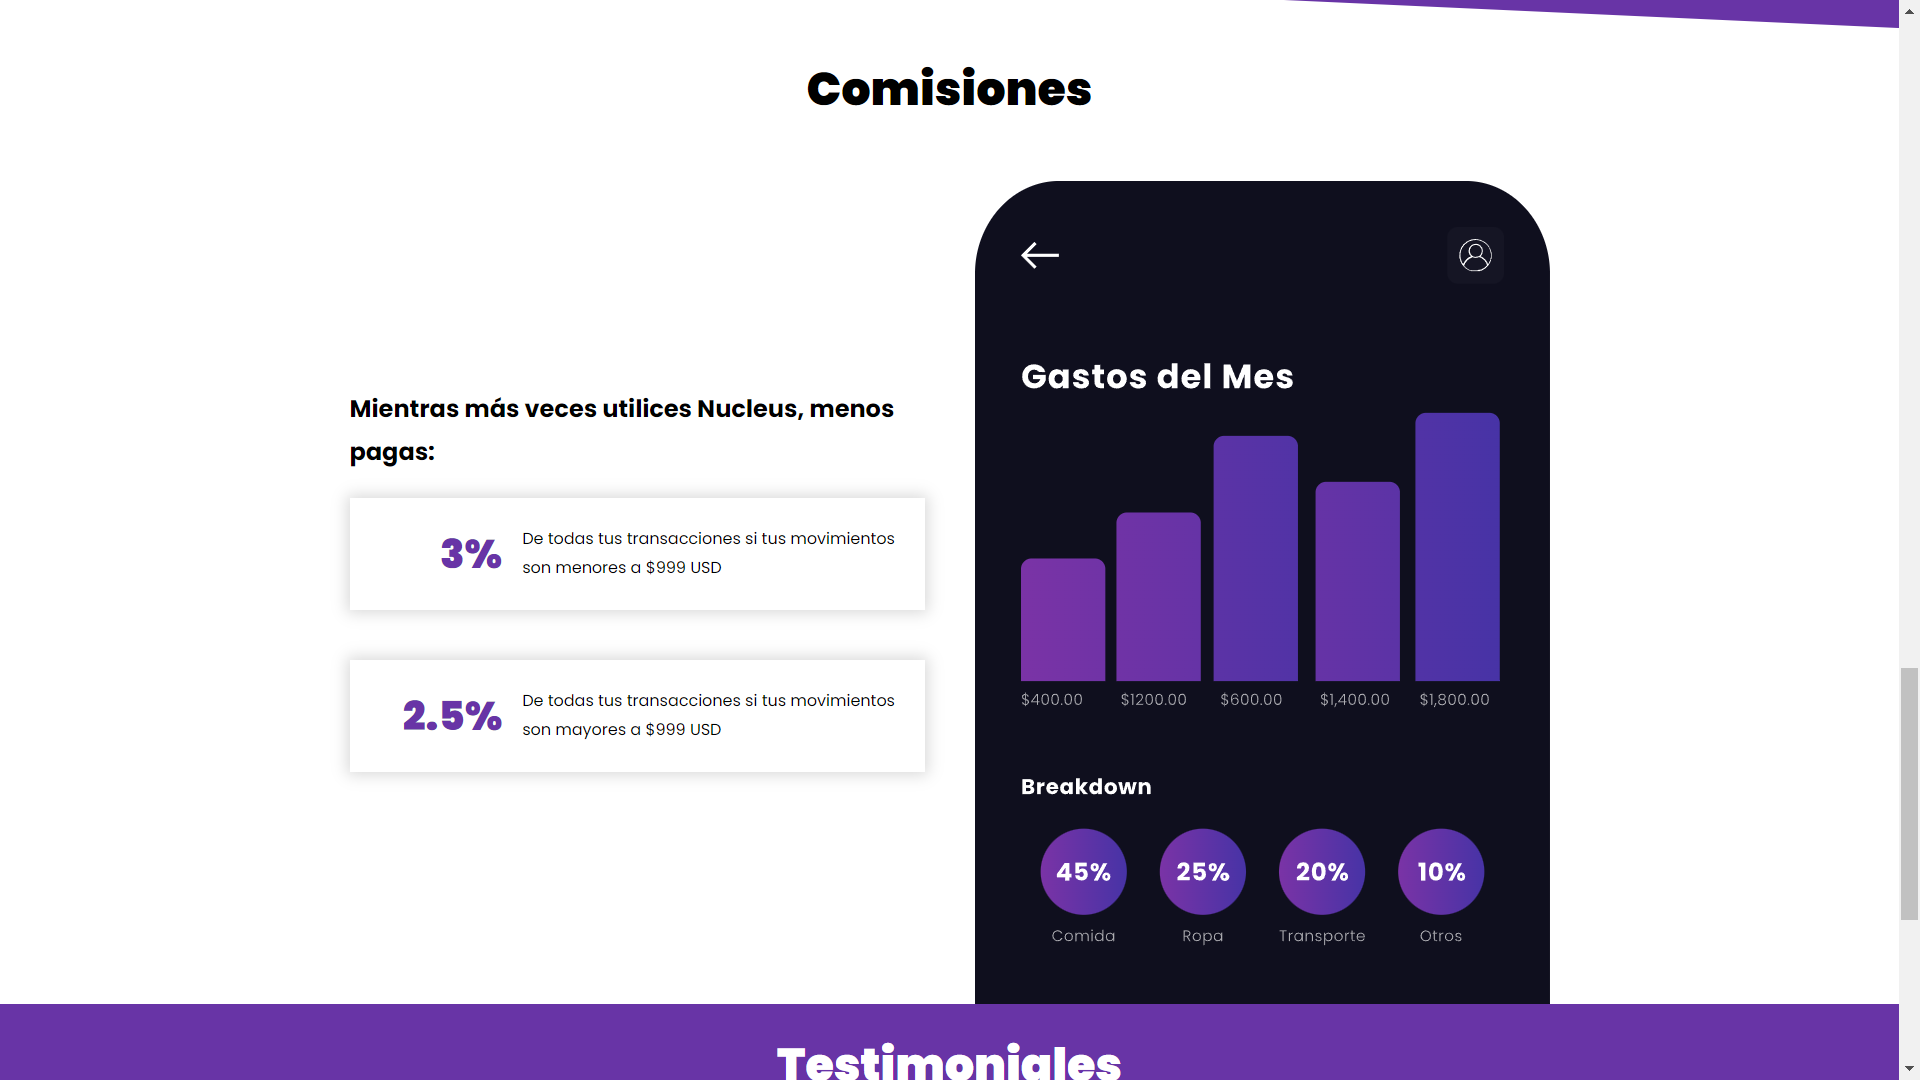 Comisiones
Mientras más veces utilices Nucleus, menos
pagas:
3%
De todas tus transacciones si tus movimientos
son menores a $999 USD
2.5%
De todas tus transacciones si tus movimientos
son mayores a $999 USD
Gastos del Mes
$400.00 $1200.00 $600.00 $1,400.00 $1,800.00
Breakdown
45% 25% 20% 10%
Comida Ropa Transporte Otros
Testimoniales